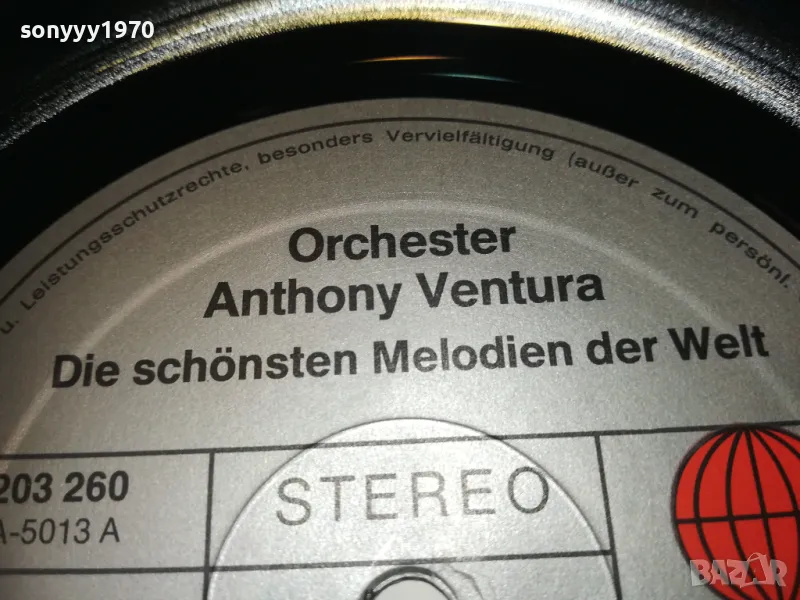 sonyyy1970
u. Leistungsschutzrechte, besonders Vervielfältigung (außer zum persönl.
Orchester
Anthony Ventura
Die schönsten Melodien der Welt
203 260
A-5013 A
STEREO
BAZAR